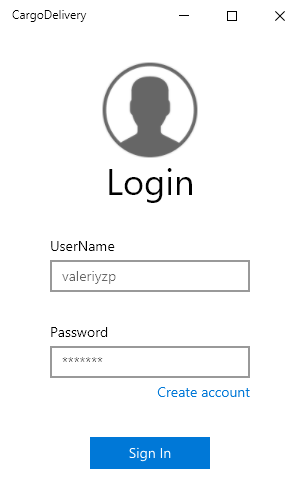 CargoDelivery
Login
UserName
valeriyzp
Password
*******
Create account
Sign In